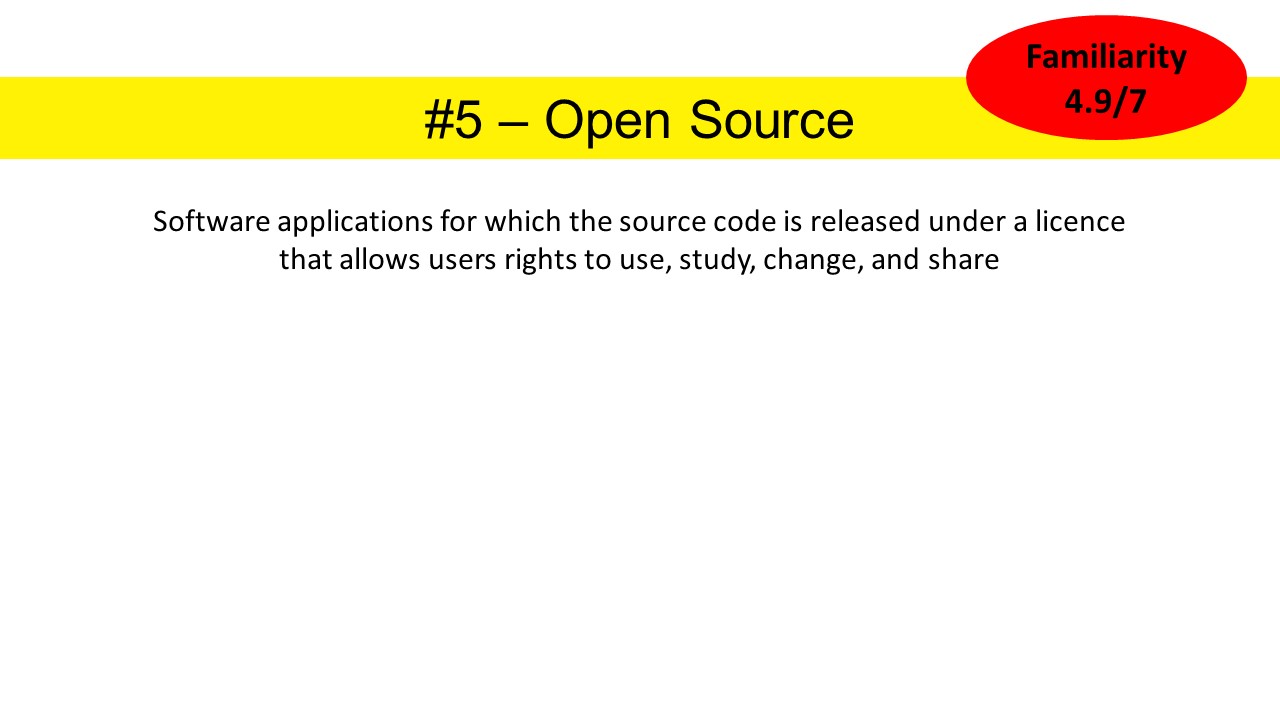 Familiarity
4.9/7
#5 – Open Source
Software applications for which the source code is released under a licence
that allows users rights to use, study, change, and share